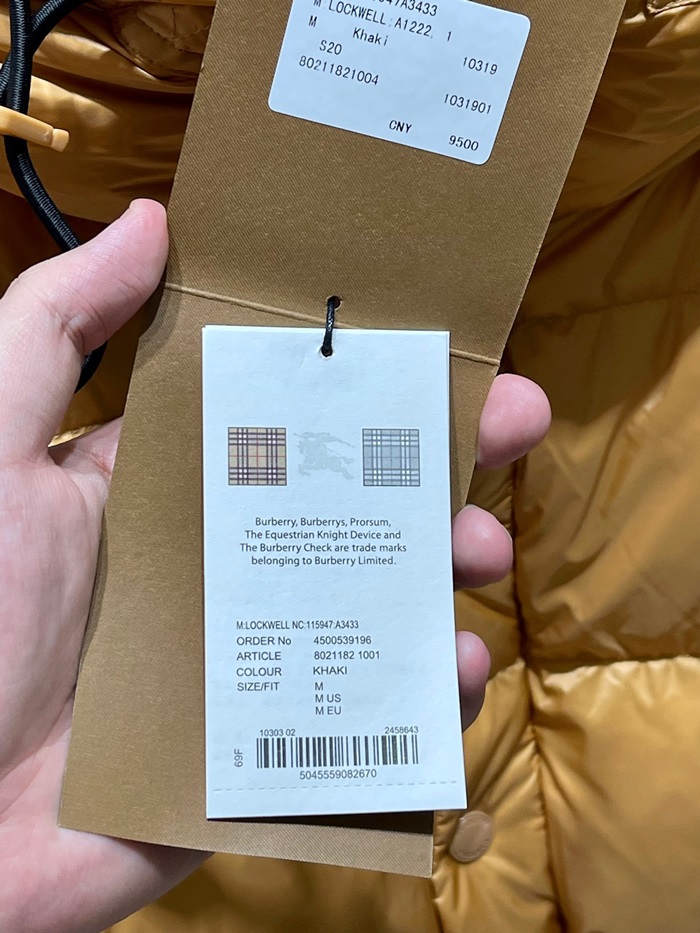 A3433
M LOCKWELL:A1222. 1
M Khaki 10319
S20
80211821004 1031901
CNY 9500
Burberry, Burberrys, Prorsum,
The Equestrian Knight Device and
The Burberry Check are trade marks
belonging to Burberry Limited.
M:LOCKWELL NC:115947:A3433
ORDER No 4500539196
ARTICLE 8021182 1001
COLOUR KHAKI
SIZE/FIT M
M US
M EU
10303 02 2458643
69F
5045559082670